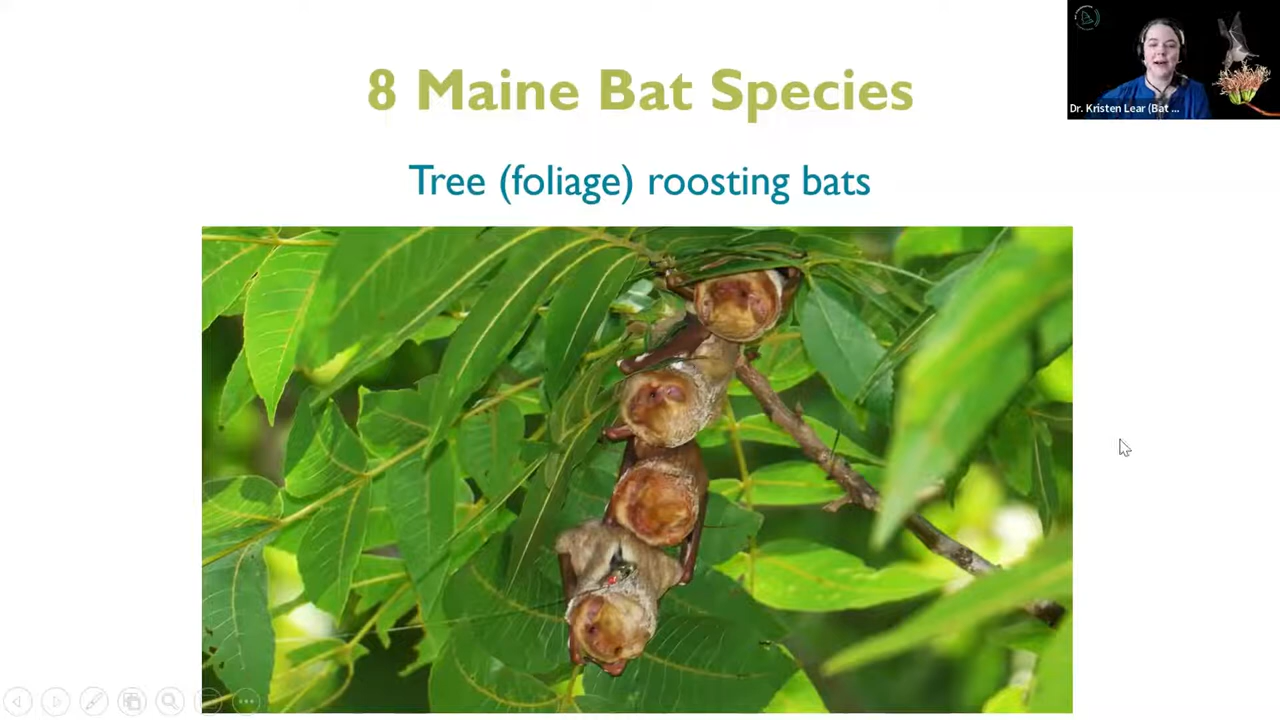 8 Maine Bat Species
Tree (foliage) roosting bats
Dr. Kristen Lear (Bat ...